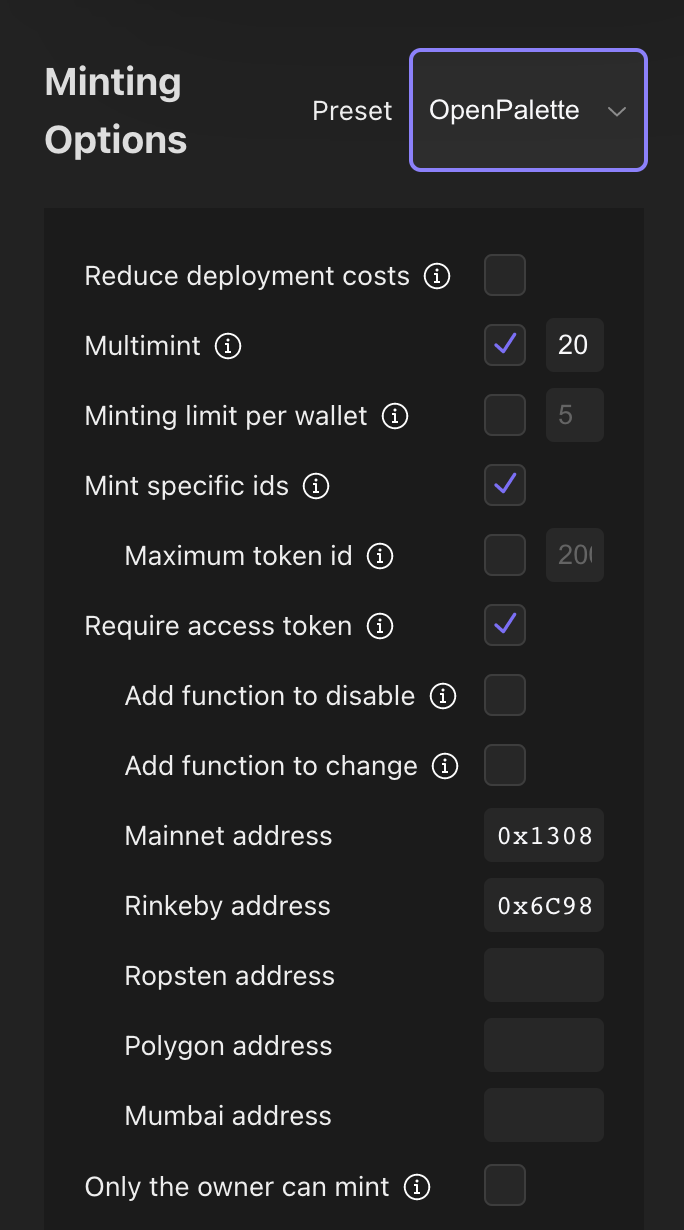 Minting
Options
Preset
OpenPalette
Reduce deployment costs
Multimint
20
Minting limit per wallet
5
Mint specific ids
Maximum token id
Require access token
Add function to disable
Add function to change
Mainnet address
0x1308
Rinkeby address
0x6C98
Ropsten address
Polygon address
Mumbai address
Only the owner can mint